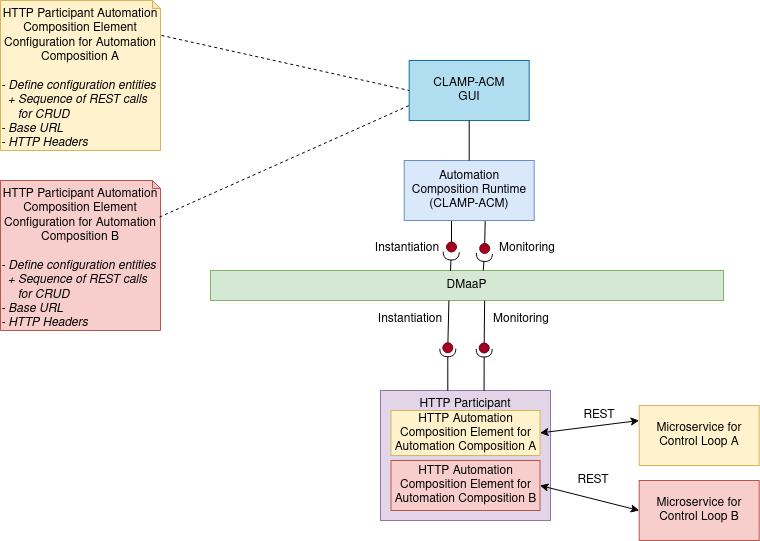 HTTP Participant Automation
Composition Element
Configuration for Automation
Composition A
- Define configuration entities
+ Sequence of REST calls
for CRUD
- Base URL
- HTTP Headers
CLAMP-ACM
GUI
Automation
Composition Runtime
(CLAMP-ACM)
HTTP Participant Automation
Composition Element
Configuration for Automation
Composition B
- Define configuration entities
+ Sequence of REST calls
for CRUD
- Base URL
- HTTP Headers
Instantiation
Monitoring
DMaaP
Instantiation
Monitoring
HTTP Participant
HTTP Automation
Composition Element for
Automation Composition A
REST
Microservice for
Control Loop A
HTTP Automation
Composition Element for
Automation Composition B
REST
Microservice for
Control Loop B